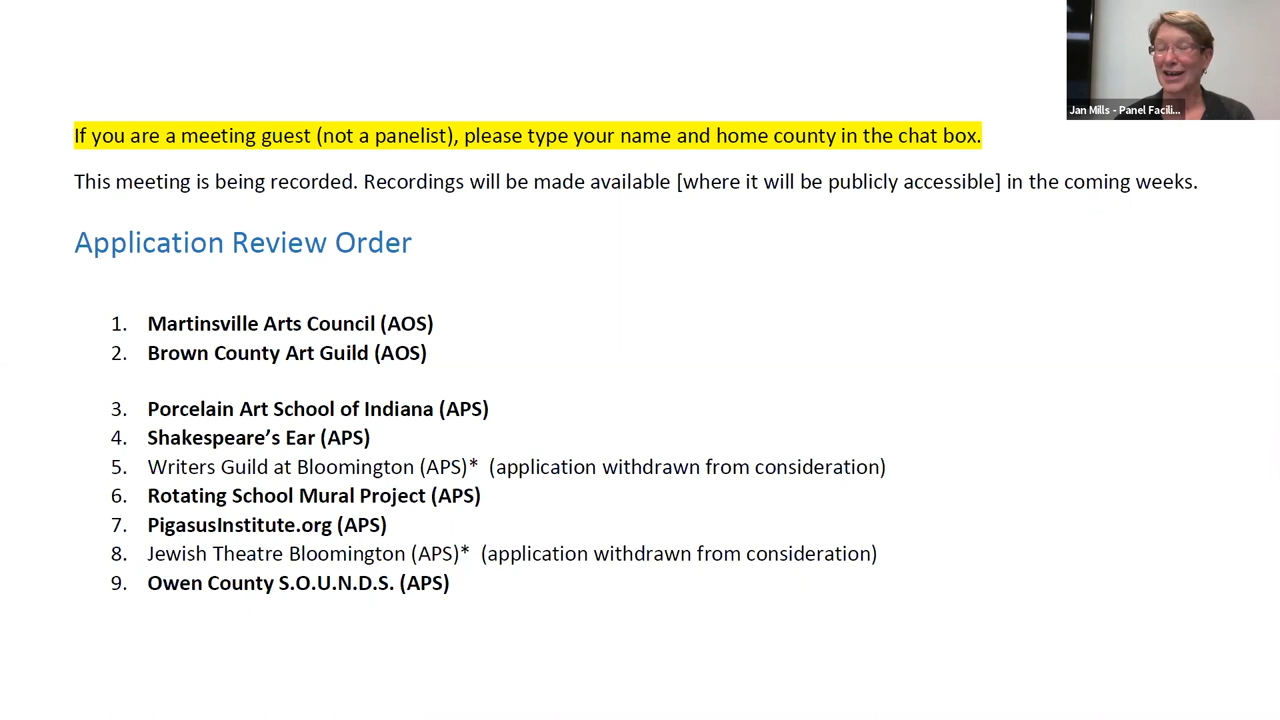 Jan Mills - Panel Facili...
If you are a meeting guest (not a panelist), please type your name and home county in the chat box.
This meeting is being recorded. Recordings will be made available [where it will be publicly accessible] in the coming weeks.
Application Review Order
1. Martinsville Arts Council (AOS)
2. Brown County Art Guild (AOS)
3. Porcelain Art School of Indiana (APS)
4. Shakespeare’s Ear (APS)
5. Writers Guild at Bloomington (APS)* (application withdrawn from consideration)
6. Rotating School Mural Project (APS)
7. PigasusInstitute.org (APS)
8. Jewish Theatre Bloomington (APS)* (application withdrawn from consideration)
9. Owen County S.O.U.N.D.S. (APS)